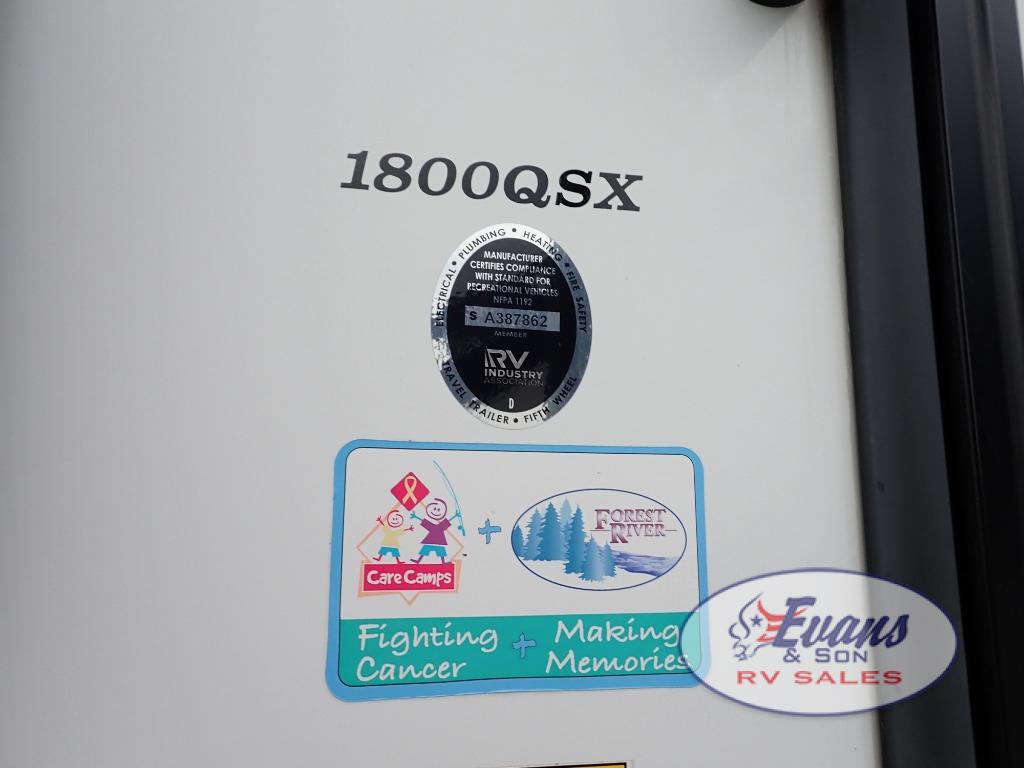 1800QSX
ELECTRICAL • PLUMBING • HEATING • FIRE SAFETY
MANUFACTURER
CERTIFIES COMPLIANCE
WITH STANDARD FOR
RECREATIONAL VEHICLES
NFPA 1192
S A387862
MEMBER
RV
INDUSTRY
ASSOCIATION
D
TRAVEL TRAILER • FIFTH WHEEL
Care Camps
+
FOREST
RIVER
Fighting + Making
Cancer Memories
Evans
& SON
RV SALES